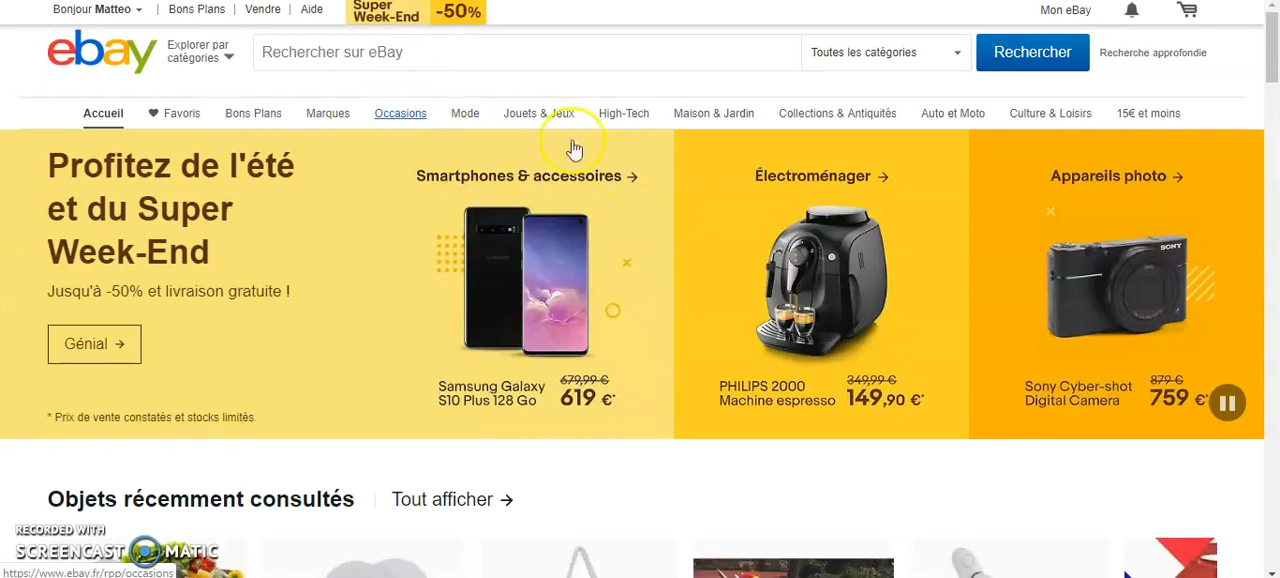 Bonjour Matteo
Bons Plans
Vendre
Aide
Super
Week-End
-50%
Mon eBay
ebay
Explorer par
catégories
Rechercher sur eBay
Toutes les catégories
Rechercher
Recherche approfondie
Accueil
Favoris
Bons Plans
Marques
Occasions
Mode
Jouets & Jeux
High-Tech
Maison & Jardin
Collections & Antiquités
Auto et Moto
Culture & Loisirs
15€ et moins
Profitez de l'été
et du Super
Week-End
Jusqu'à -50% et livraison gratuite !
Génial →
* Prix de vente constatés et stocks limités.
Smartphones & accessoires →
Samsung Galaxy
S10 Plus 128 Go
679,99 €
619 €*
Électroménager →
PHILIPS 2000
Machine espresso
349,99 €
149,90 €*
Appareils photo →
SONY
Sony Cyber-shot
Digital Camera
879 €
759 €*
Objets récemment consultés
Tout afficher →
RECORDED WITH
SCREENCAST MATIC
https://www.ebay.fr/rpp/occasions